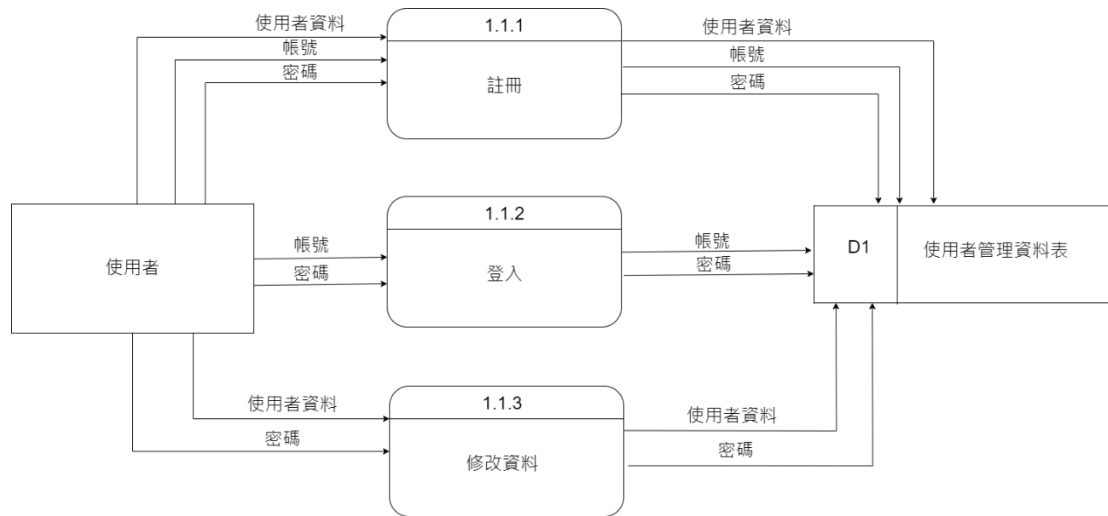 使用者資料
1.1.1
使用者資料
帳號
帳號
密碼
註冊
密碼
1.1.2
帳號
帳號
使用者
登入
D1
使用者管理資料表
密碼
密碼
使用者資料
1.1.3
使用者資料
密碼
修改資料
密碼